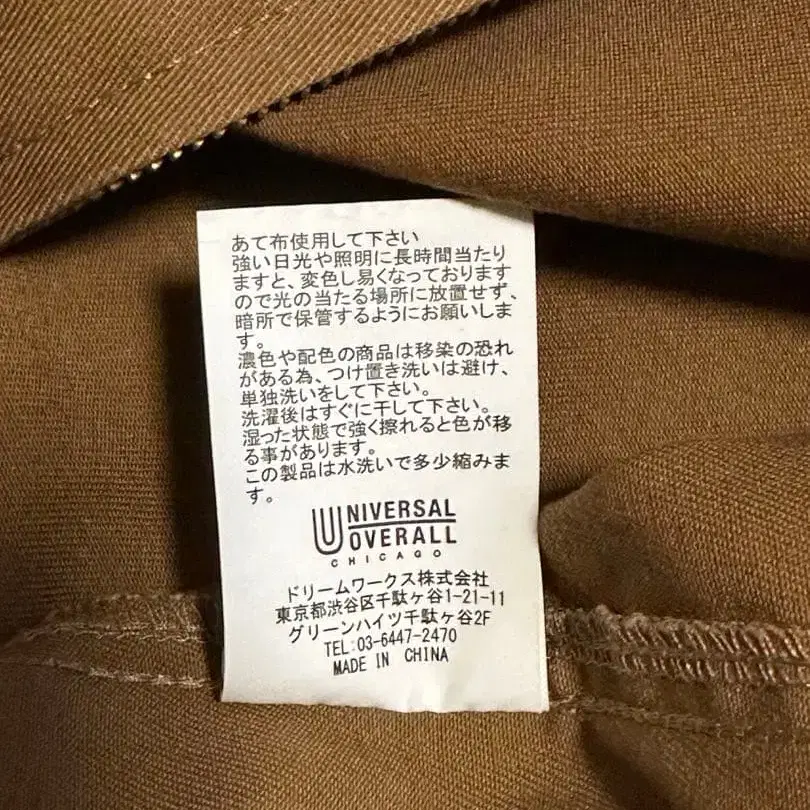 あて布使用して下さい
強い日光や照明に長時間当たり
ますと、変色し易くなっております
ので光の当たる場所に放置せず、
暗所で保管するようにお願いしま
す。
濃色や配色の商品は移染の恐れ
がある為、つけ置き洗いは避け、
単独洗いをして下さい。
洗濯後はすぐに干して下さい。
湿った状態で強く擦れると色が移
る事があります。
この製品は水洗いで多少縮みま
す。
UNIVERSAL
OVERALL
CHICAGO
ドリームワークス株式会社
東京都渋谷区千駄ヶ谷1-21-11
グリーンハイツ千駄ヶ谷2F
TEL:03-6447-2470
MADE IN CHINA